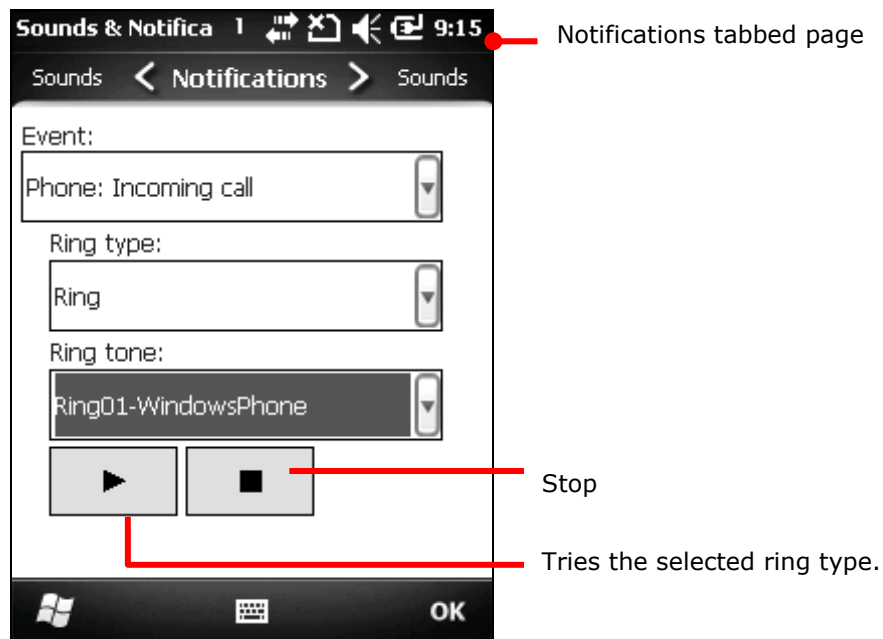 Sounds & Notifica 1 9:15
Notifications tabbed page
Sounds Notifications Sounds
Event:
Phone: Incoming call
Ring type:
Ring
Ring tone:
Ring01-WindowsPhone
Stop
Tries the selected ring type.
OK